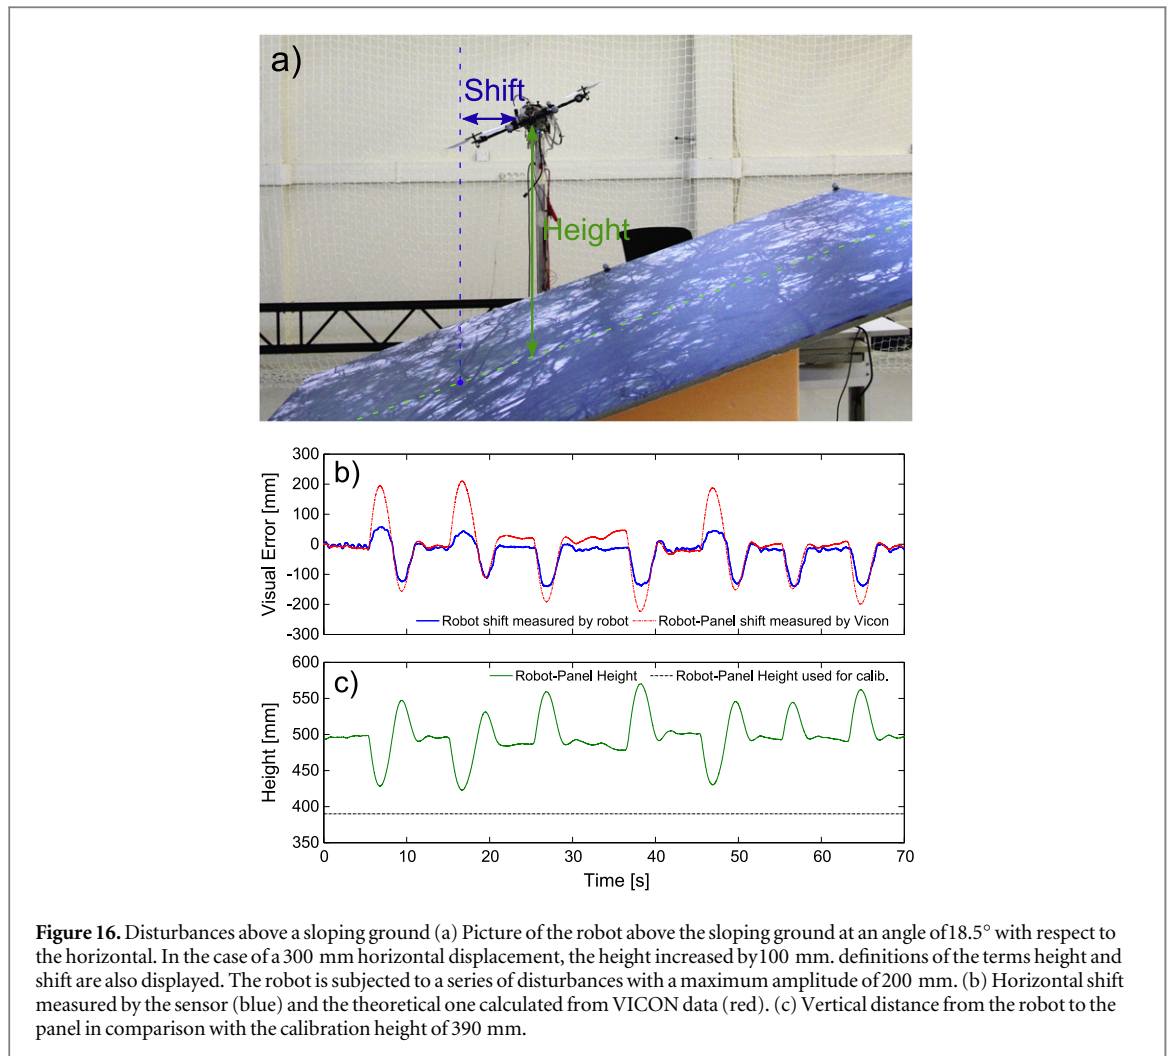 a)
Shift
Height
b)
300
200
100
0
-100
-200
-300
Visual Error [mm]
Robot shift measured by robot
Robot-Panel shift measured by Vicon
c)
600
550
500
450
400
350
Height [mm]
Robot-Panel Height
Robot-Panel Height used for calib.
0 10 20 30 40 50 60 70
Time [s]
Figure 16. Disturbances above a sloping ground (a) Picture of the robot above the sloping ground at an angle of 18.5° with respect to
the horizontal. In the case of a 300 mm horizontal displacement, the height increased by 100 mm. definitions of the terms height and
shift are also displayed. The robot is subjected to a series of disturbances with a maximum amplitude of 200 mm. (b) Horizontal shift
measured by the sensor (blue) and the theoretical one calculated from VICON data (red). (c) Vertical distance from the robot to the
panel in comparison with the calibration height of 390 mm.